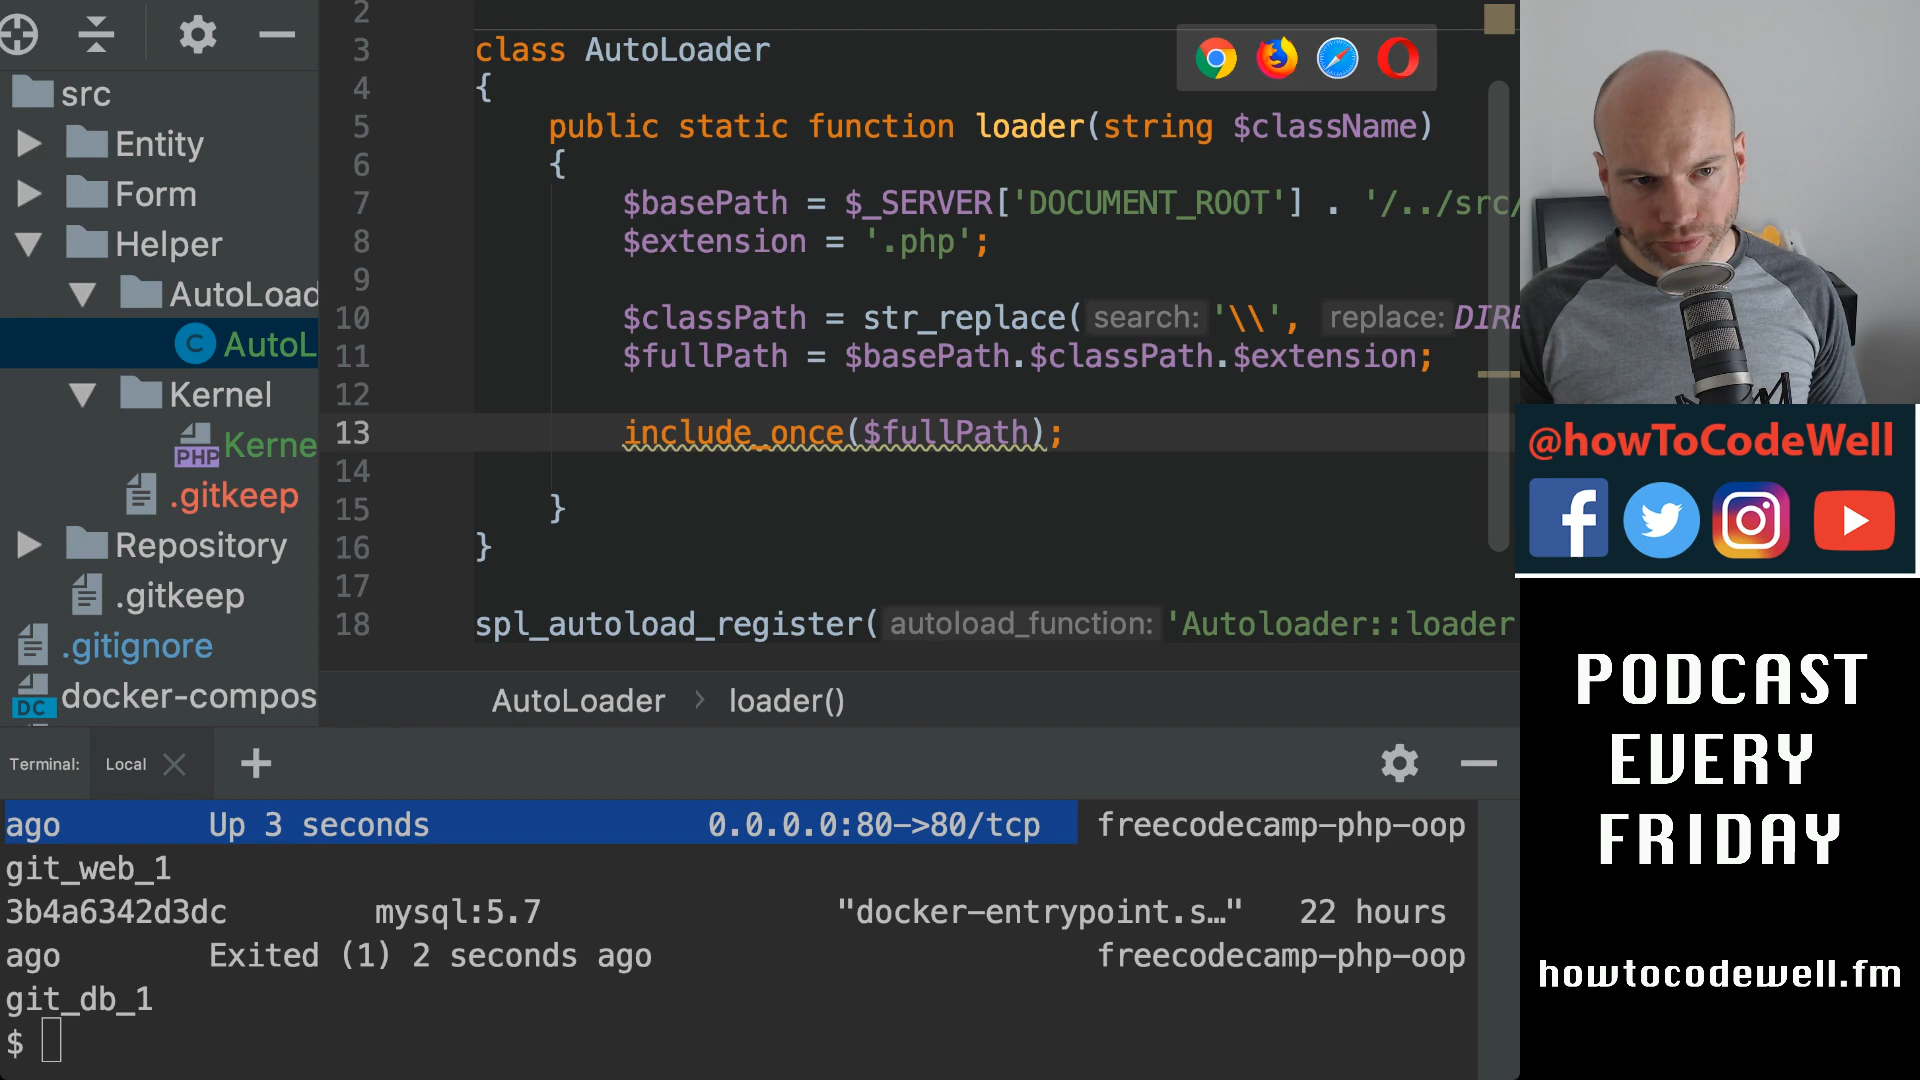 src
Entity
Form
Helper
AutoLoad
AutoL
Kernel
PHP Kerne
.gitkeep
Repository
.gitkeep
.gitignore
DC docker-compos
2
3 class AutoLoader
4 {
5 public static function loader(string $className)
6 {
7 $basePath = $_SERVER['DOCUMENT_ROOT'] . '/../src/
8 $extension = '.php';
9
10 $classPath = str_replace( search: '\\', replace: DIRE
11 $fullPath = $basePath.$classPath.$extension;
12
13 include_once($fullPath);
14
15 }
16 }
17
18 spl_autoload_register( autoload_function: 'Autoloader::loader
AutoLoader › loader()
Terminal: Local
ago Up 3 seconds 0.0.0.0:80->80/tcp freecodecamp-php-oop
git_web_1
3b4a6342d3dc mysql:5.7 "docker-entrypoint.s…" 22 hours
ago Exited (1) 2 seconds ago freecodecamp-php-oop
git_db_1
$
@howToCodeWell
PODCAST
EVERY
FRIDAY
howtocodewell.fm